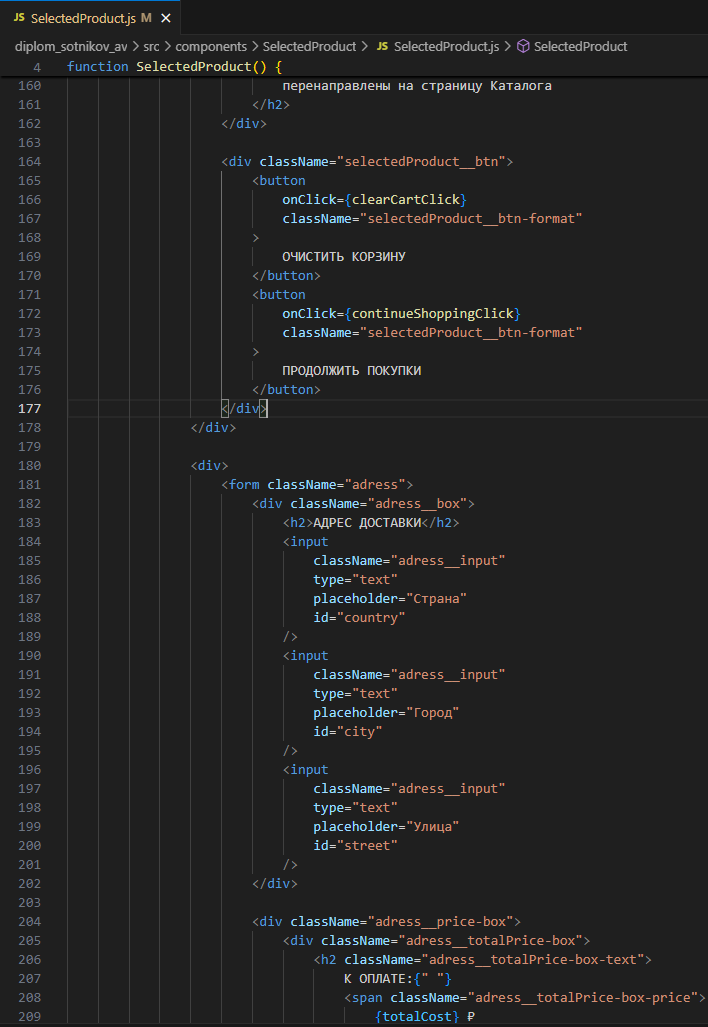 JS SelectedProduct.js M ×
diplom_sotnikov_av > src > components > SelectedProduct > JS SelectedProduct.js > SelectedProduct
4 function SelectedProduct() {
160 перенаправлены на страницу Каталога
161 </h2>
162 </div>
163
164 <div className="selectedProduct__btn">
165 <button
166 onClick={clearCartClick}
167 className="selectedProduct__btn-format"
168 >
169 ОЧИСТИТЬ КОРЗИНУ
170 </button>
171 <button
172 onClick={continueShoppingClick}
173 className="selectedProduct__btn-format"
174 >
175 ПРОДОЛЖИТЬ ПОКУПКИ
176 </button>
177 </div>
178 </div>
179
180 <div>
181 <form className="adress">
182 <div className="adress__box">
183 <h2>АДРЕС ДОСТАВКИ</h2>
184 <input
185 className="adress__input"
186 type="text"
187 placeholder="Страна"
188 id="country"
189 />
190 <input
191 className="adress__input"
192 type="text"
193 placeholder="Город"
194 id="city"
195 />
196 <input
197 className="adress__input"
198 type="text"
199 placeholder="Улица"
200 id="street"
201 />
202 </div>
203
204 <div className="adress__price-box">
205 <div className="adress__totalPrice-box">
206 <h2 className="adress__totalPrice-box-text">
207 К ОПЛАТЕ:{" "}
208 <span className="adress__totalPrice-box-price">
209 {totalCost} ₽